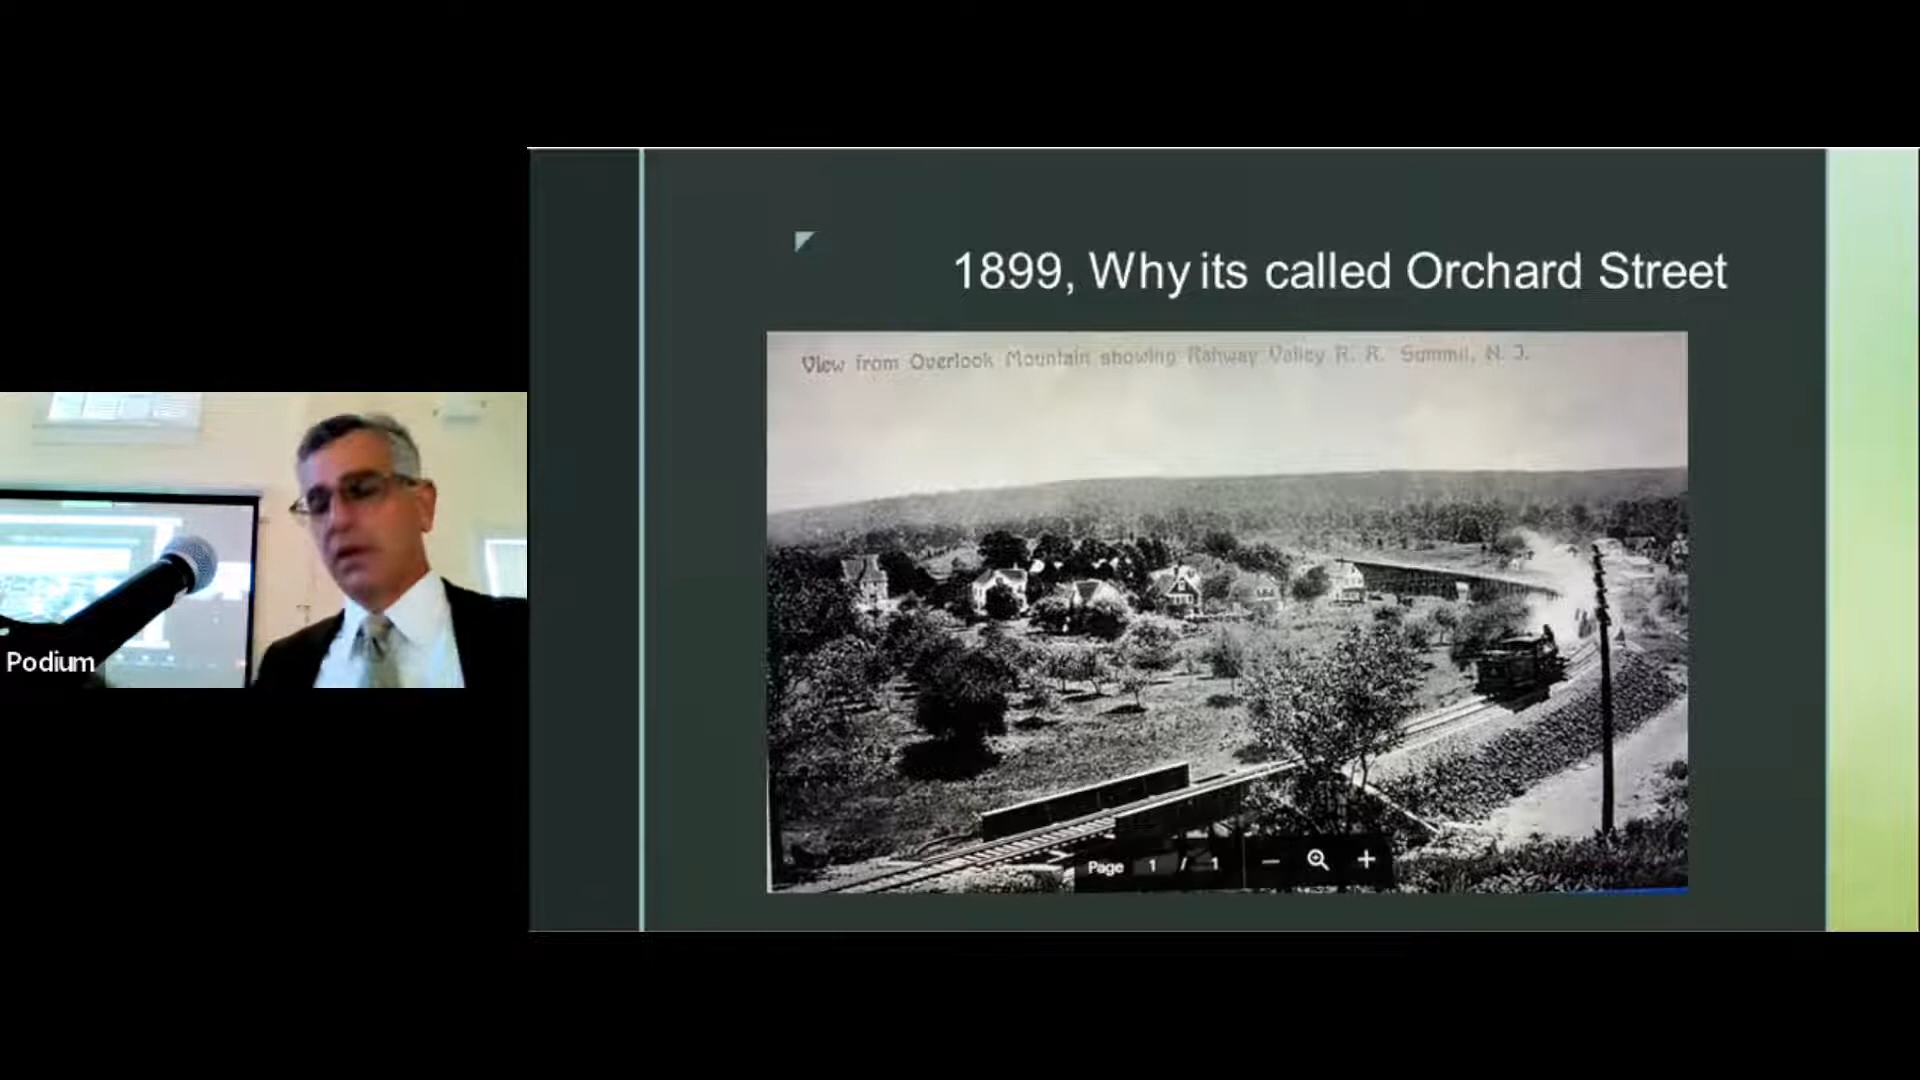 1899, Why its called Orchard Street
View from Overlook Mountain showing Rahway Valley R. R. Summit, N. J.
Podium
Page 1 / 1